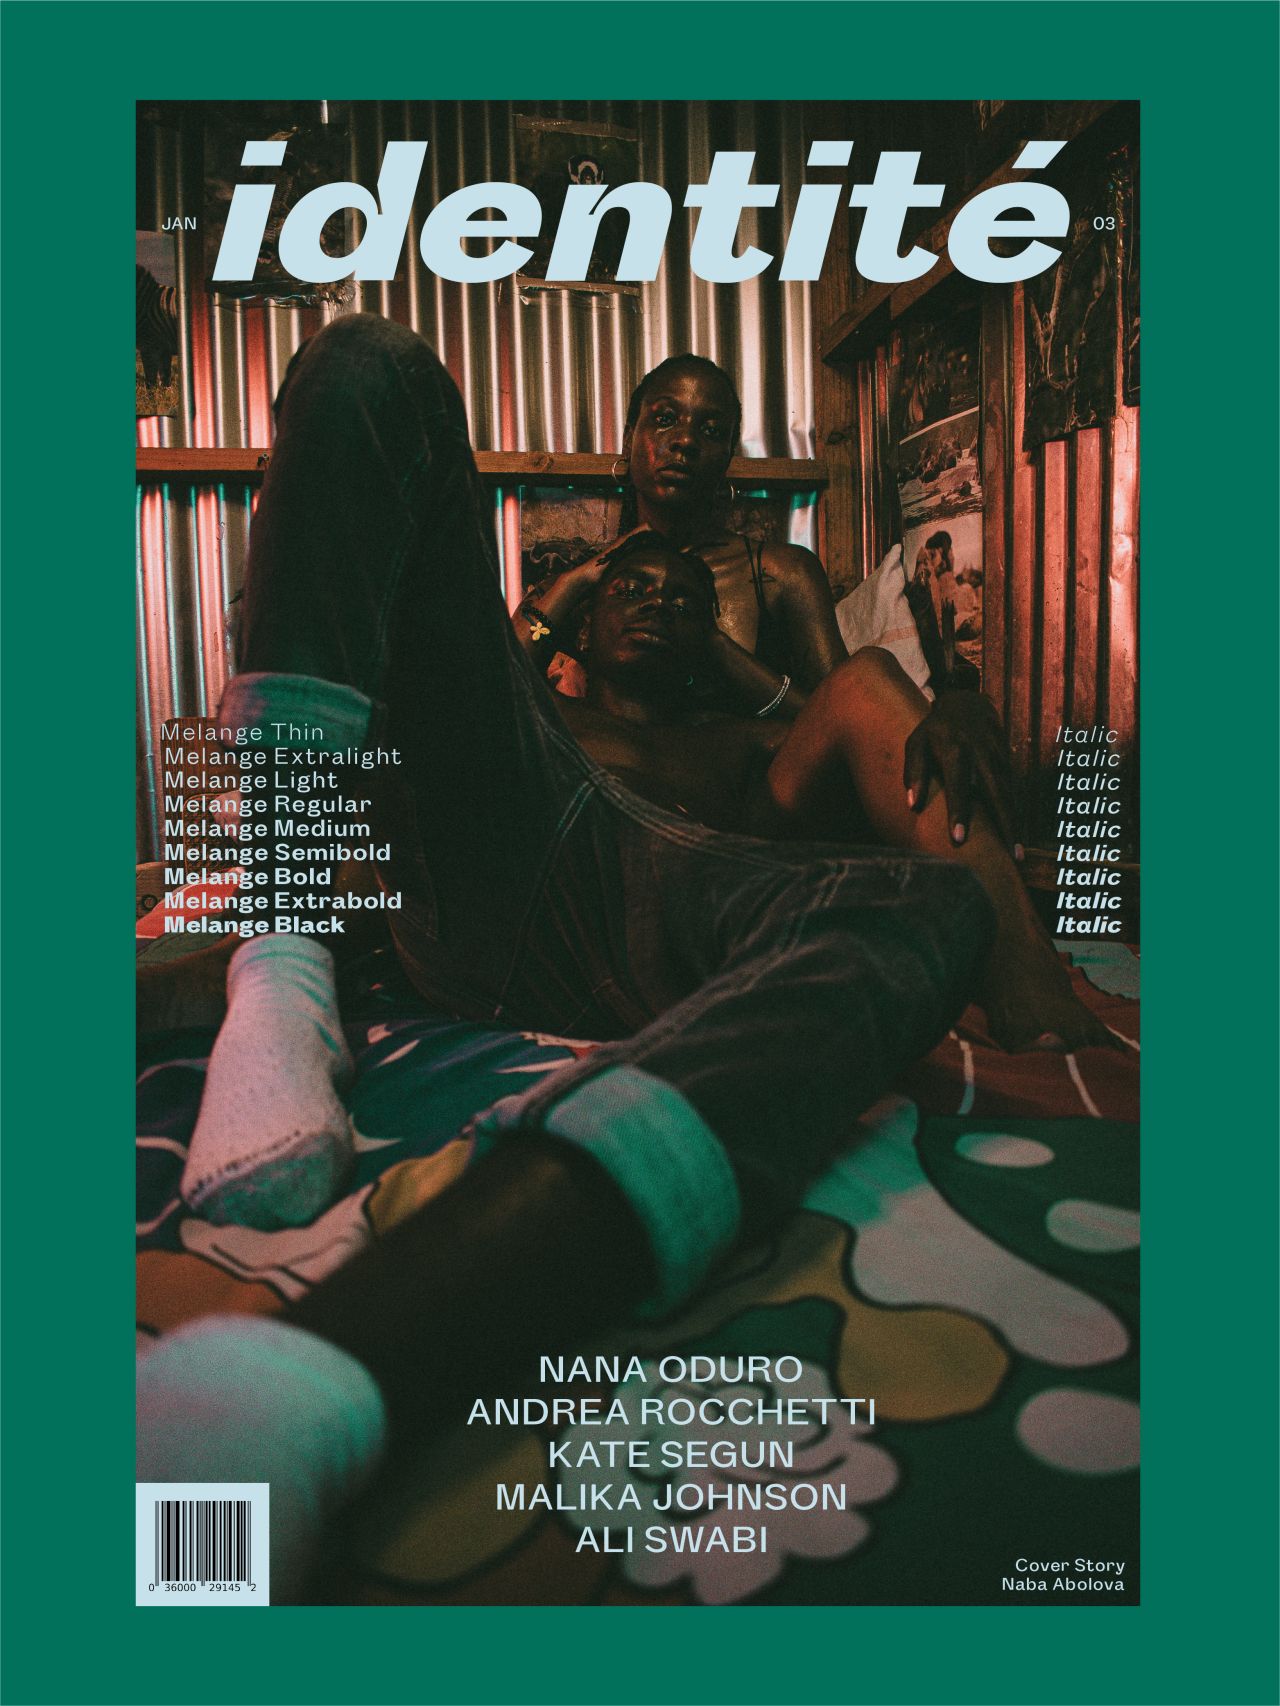 identité
JAN
03
Melange Thin
Italic
Melange Extralight
Italic
Melange Light
Italic
Melange Regular
Italic
Melange Medium
Italic
Melange Semibold
Italic
Melange Bold
Italic
Melange Extrabold
Italic
Melange Black
Italic
NANA ODURO
ANDREA ROCCHETTI
KATE SEGUN
MALIKA JOHNSON
ALI SWABI
Cover Story
Naba Abolova
0 36000 29145 2